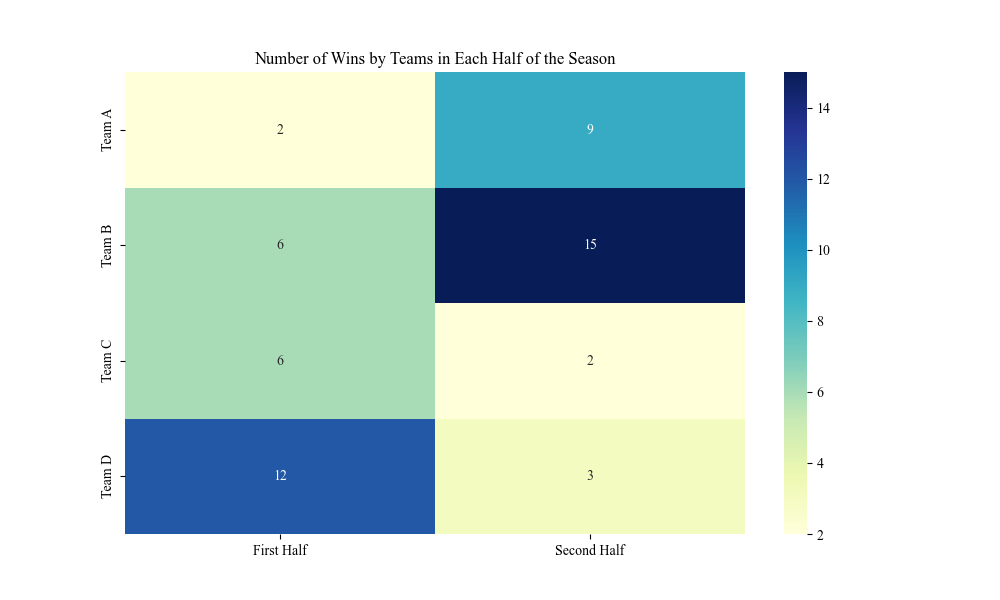 Number of Wins by Teams in Each Half of the Season
Team A
2
9
Team B
6
15
Team C
6
2
Team D
12
3
First Half
Second Half
14
12
10
8
6
4
2